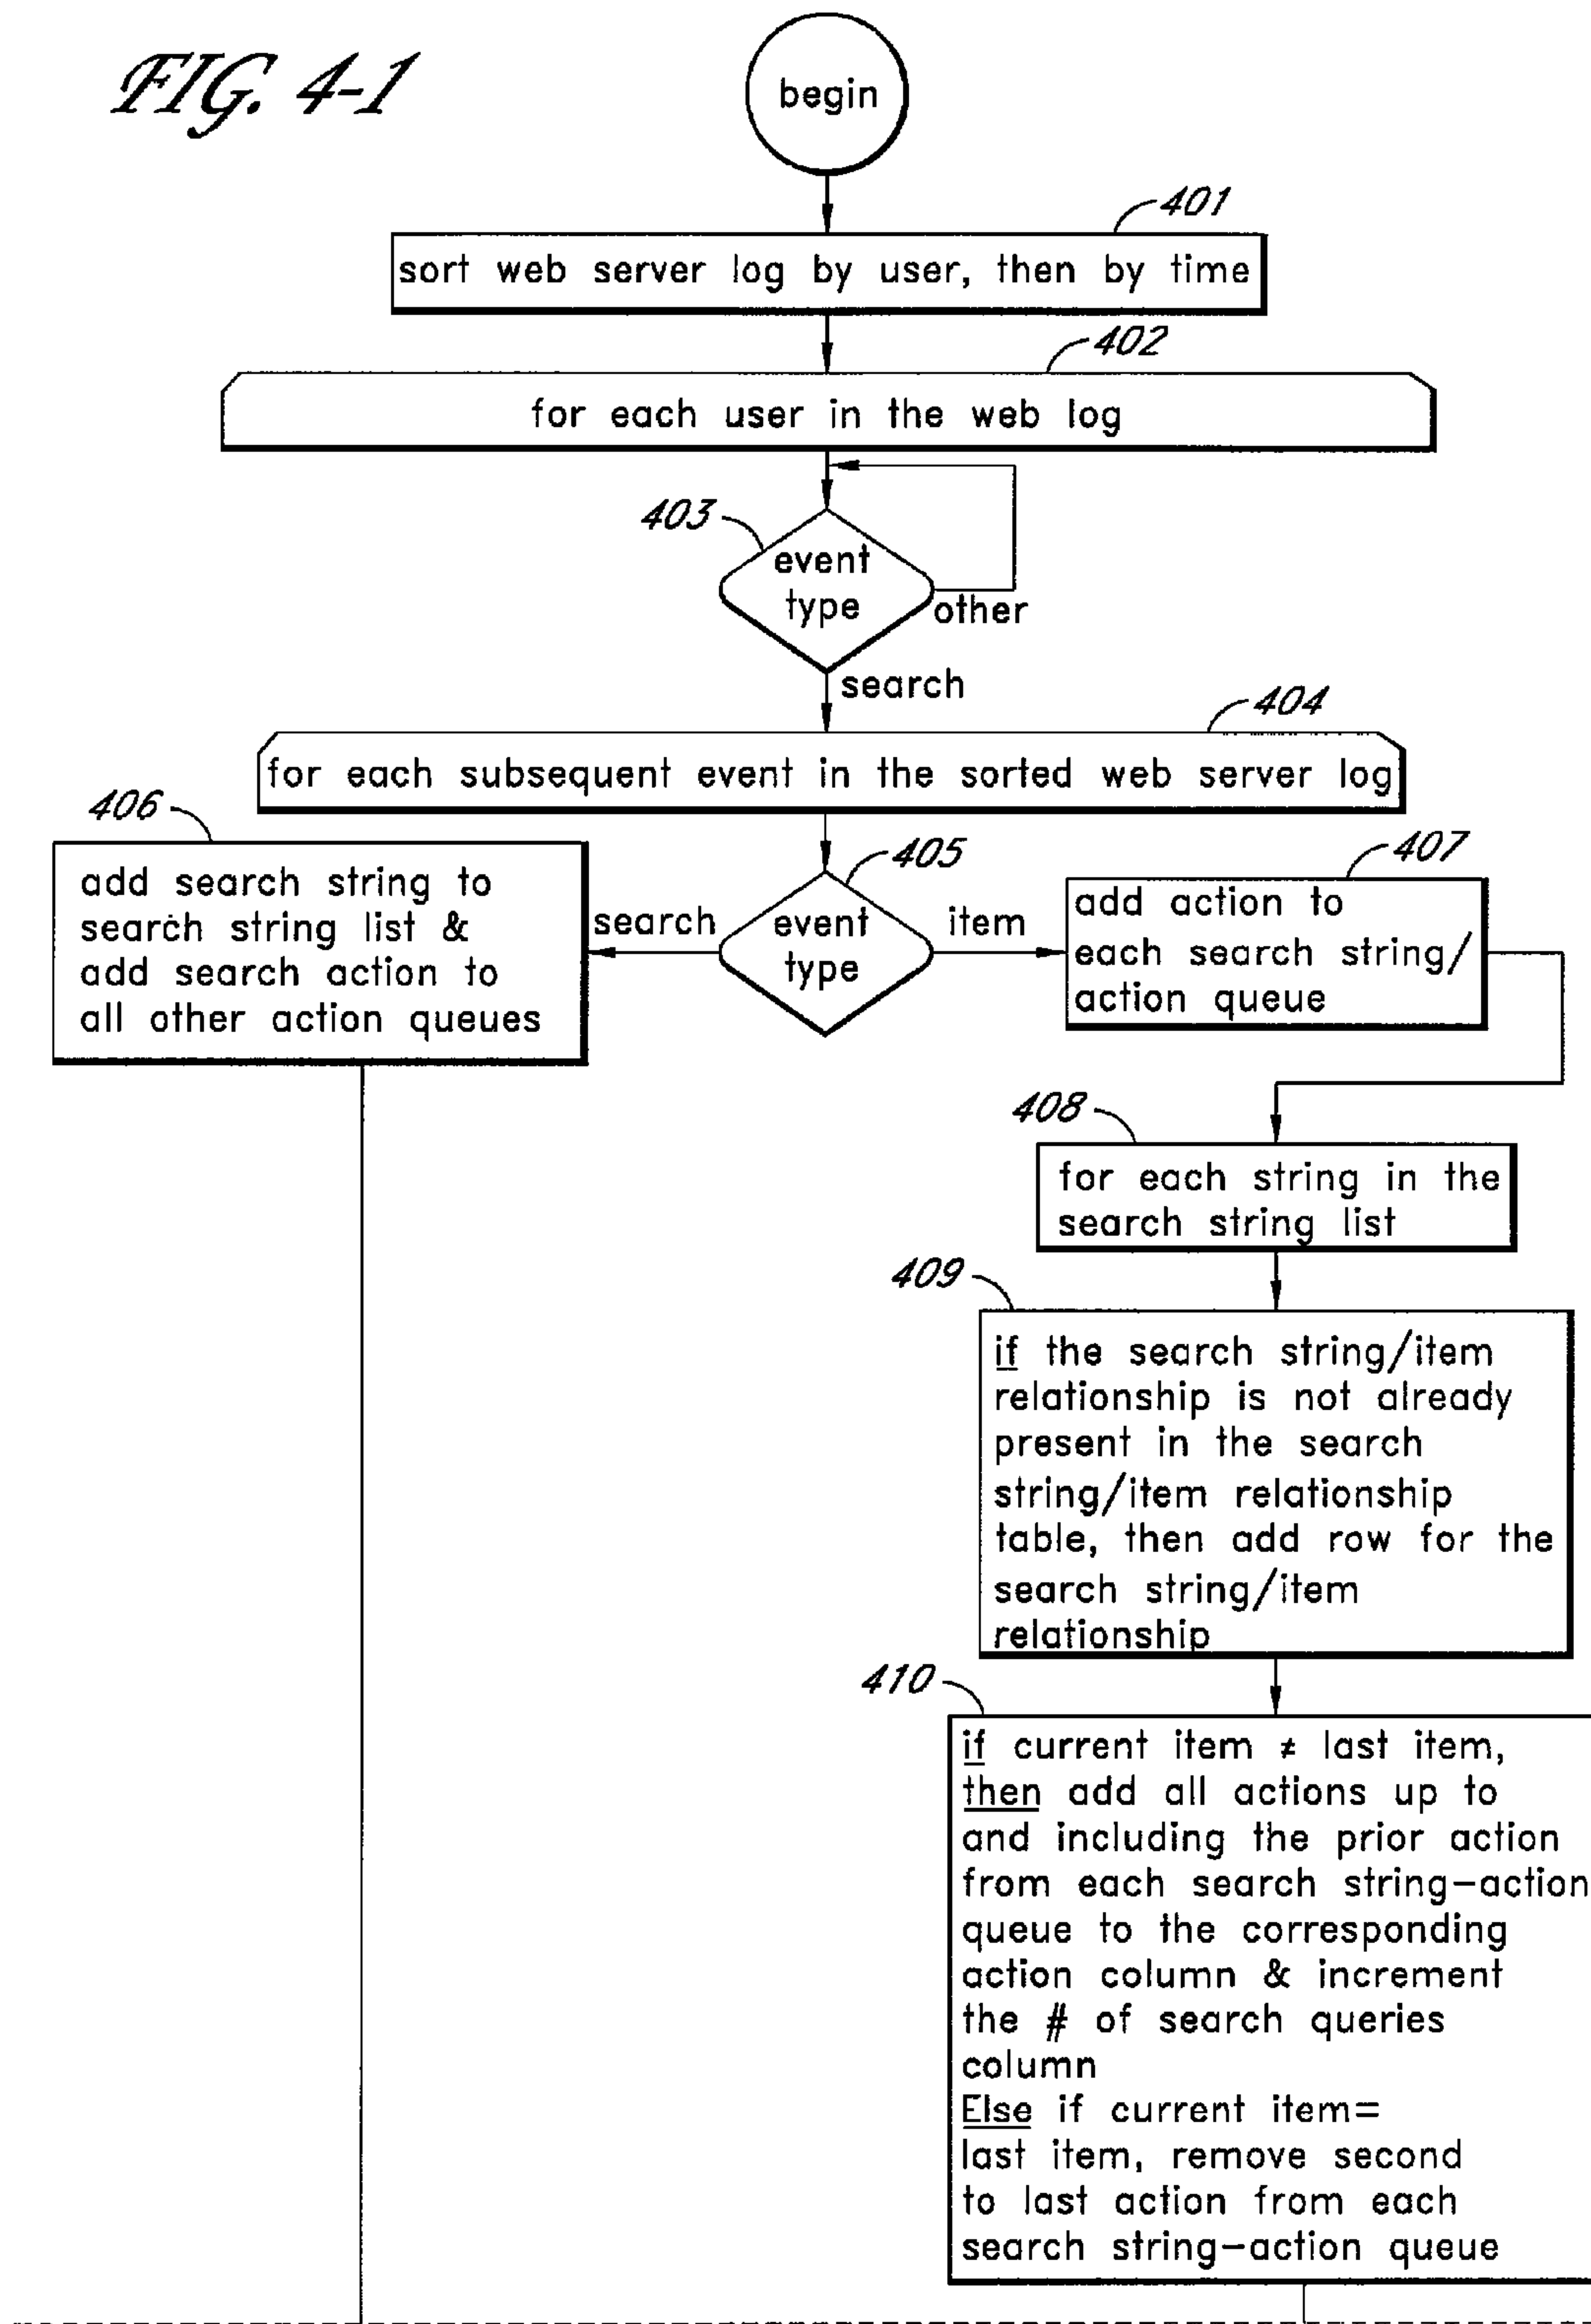 FIG. 4-1
begin
401
sort web server log by user, then by time
402
for each user in the web log
403
event
type
other
search
404
for each subsequent event in the sorted web server log
406
add search string to
search string list &
add search action to
all other action queues
search
405
event
type
item
407
add action to
each search string/
action queue
408
for each string in the
search string list
409
if the search string/item
relationship is not already
present in the search
string/item relationship
table, then add row for the
search string/item
relationship
410
if current item ≠ last item,
then add all actions up to
and including the prior action
from each search string-action
queue to the corresponding
action column & increment
the # of search queries
column
Else if current item=
last item, remove second
to last action from each
search string-action queue